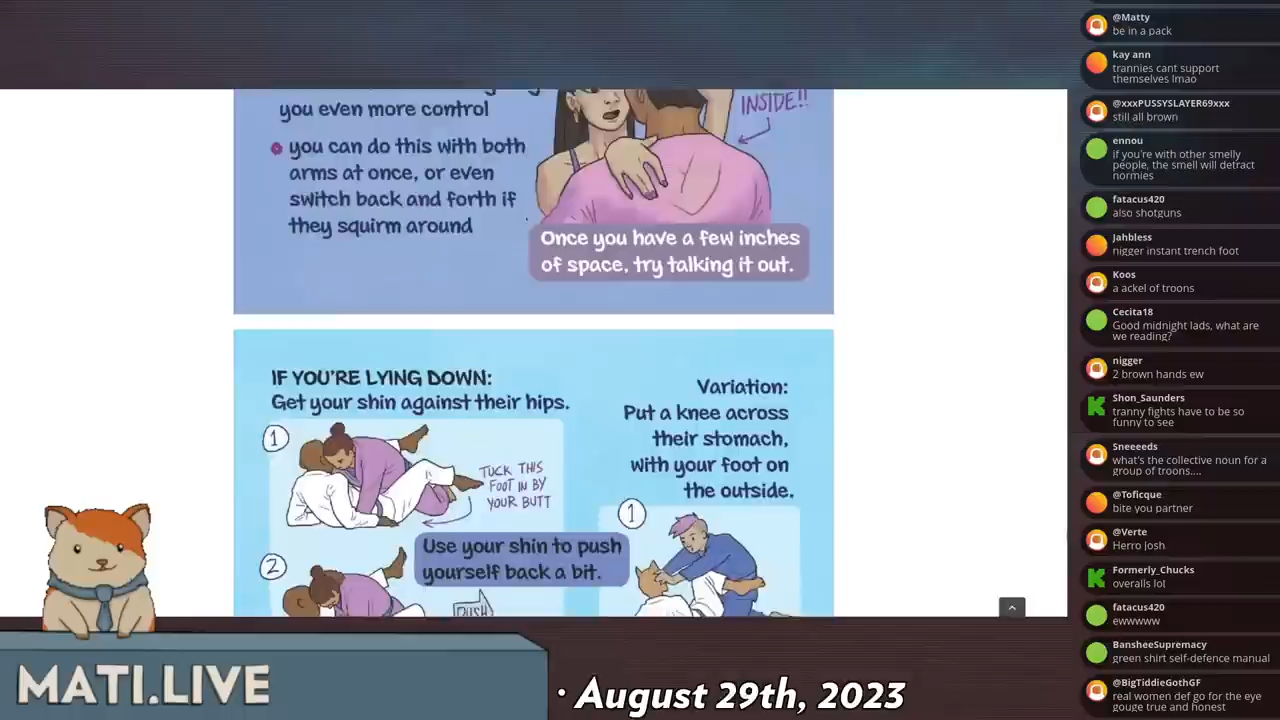 you even more control
you can do this with both
arms at once, or even
switch back and forth if
they squirm around
INSIDE!!
Once you have a few inches
of space, try talking it out.
IF YOU'RE LYING DOWN:
Get your shin against their hips.
1
TUCK THIS
FOOT IN BY
YOUR BUTT
Use your shin to push
yourself back a bit.
2
PUSH
Variation:
Put a knee across
their stomach,
with your foot on
the outside.
1
MATI.LIVE
· August 29th, 2023
@Matty
be in a pack
kay ann
trannies cant support
themselves lmao
@xxxPUSSYSLAYER69xxx
still all brown
ennou
if you're with other smelly
people, the smell will detract
normies
fatacus420
also shotguns
Jahbless
nigger instant trench foot
Koos
a ackel of troons
Cecita18
Good midnight lads, what are
we reading?
nigger
2 brown hands ew
Shon_Saunders
tranny fights have to be so
funny to see
Sneeeeds
what's the collective noun for a
group of troons....
@Toficque
bite you partner
@Verte
Herro Josh
Formerly_Chucks
overalls lol
fatacus420
ewwwww
BansheeSupremacy
green shirt self-defence manual
@BigTiddieGothGF
real women def go for the eye
gouge true and honest